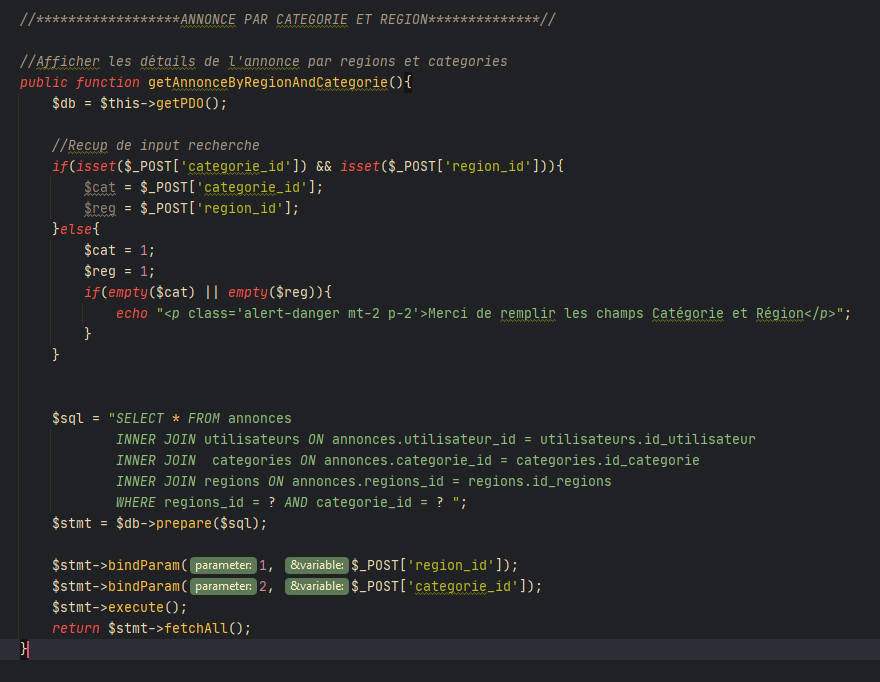 //******************ANNONCE PAR CATEGORIE ET REGION**************//
//Afficher les détails de l'annonce par regions et categories
public function getAnnonceByRegionAndCategorie(){
$db = $this->getPDO();
//Recup de input recherche
if(isset($_POST['categorie_id']) && isset($_POST['region_id'])){
$cat = $_POST['categorie_id'];
$reg = $_POST['region_id'];
}else{
$cat = 1;
$reg = 1;
if(empty($cat) || empty($reg)){
echo "<p class='alert-danger mt-2 p-2'>Merci de remplir les champs Catégorie et Région</p>";
}
}
$sql = "SELECT * FROM annonces
INNER JOIN utilisateurs ON annonces.utilisateur_id = utilisateurs.id_utilisateur
INNER JOIN  categories ON annonces.categorie_id = categories.id_categorie
INNER JOIN regions ON annonces.regions_id = regions.id_regions
WHERE regions_id = ? AND categorie_id = ? ";
$stmt = $db->prepare($sql);
$stmt->bindParam( parameter: 1, &variable: $_POST['region_id']);
$stmt->bindParam( parameter: 2, &variable: $_POST['categorie_id']);
$stmt->execute();
return $stmt->fetchAll();
}